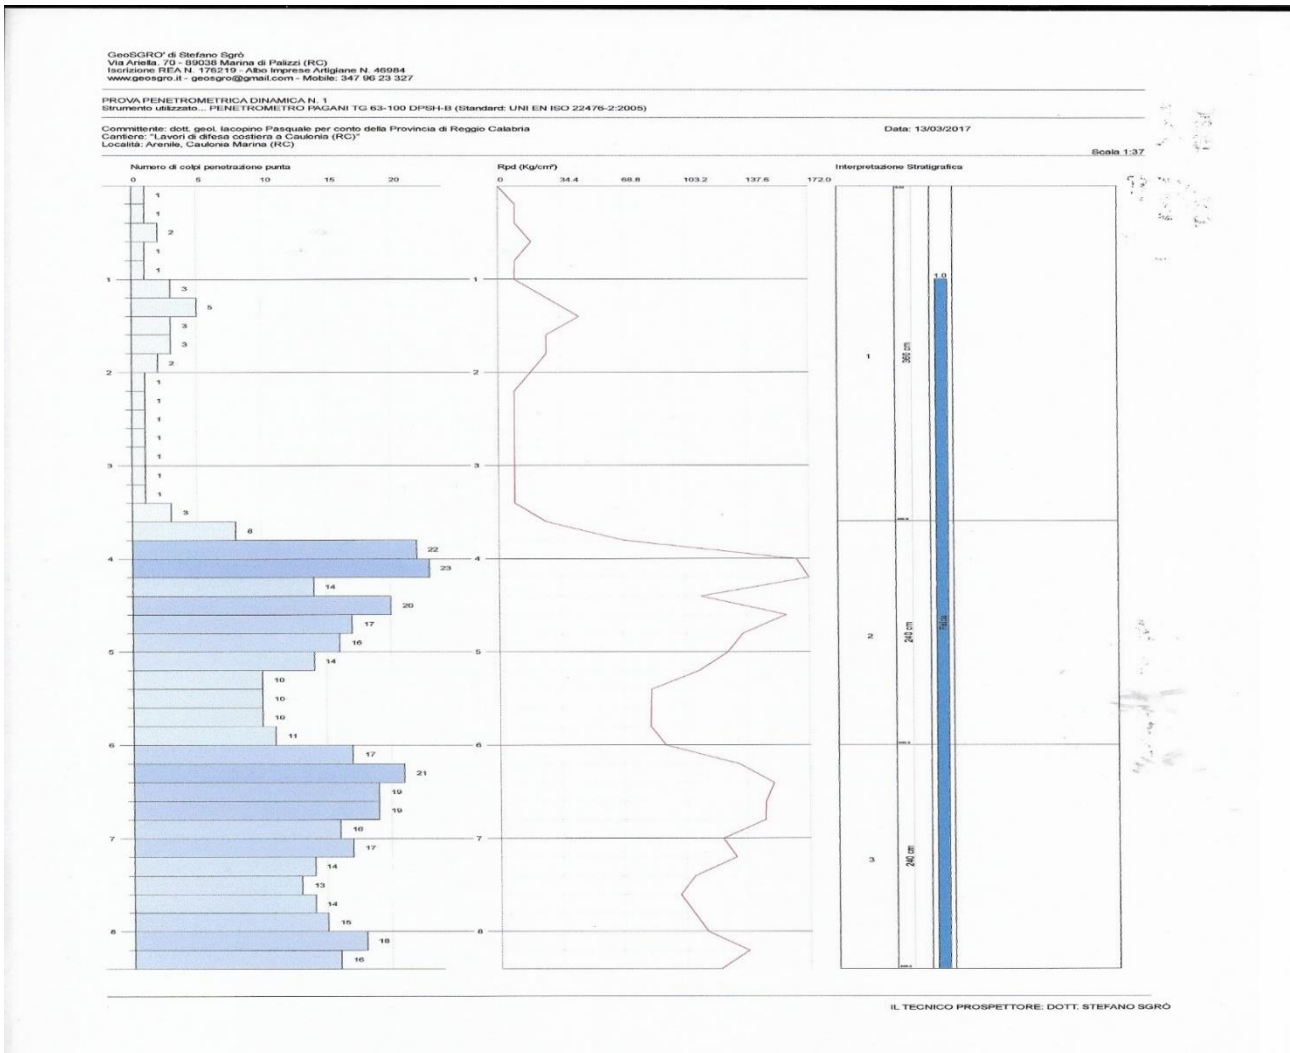 GeoSGRO' di Stefano Sgrò
Via Ariella, 70 - 89038 Marina di Palizzi (RC)
Iscrizione REA N. 176219 - Albo Imprese Artigiane N. 46984
www.geosgro.it - geosgro@gmail.com - Mobile: 347 96 23 327
PROVA PENETROMETRICA DINAMICA N. 1
Strumento utilizzato... PENETROMETRO PAGANI TG 63-100 DPSH-B (Standard: UNI EN ISO 22476-2:2005)
Committente: dott. geol. Iacopino Pasquale per conto della Provincia di Reggio Calabria
Data: 13/03/2017
Cantiere: "Lavori di difesa costiera a Caulonia (RC)"
Località: Arenile, Caulonia Marina (RC)
Scala 1:37
Numero di colpi penetrazione punta
0 5 10 15 20
1
1
2
1
1
1
3
5
3
3
2
2
1
1
1
1
1
3
1
1
3
6
22
4
23
14
20
17
16
5
14
10
10
10
11
6
17
21
19
19
16
7
17
14
13
14
15
8
18
16
Rpd (Kg/cm²)
0 34.4 68.8 103.2 137.6 172.0
1
2
3
4
5
6
7
8
Interpretazione Stratigrafica
1.0
1
360 cm
2
240 cm
Falda
3
240 cm
IL TECNICO PROSPETTORE: DOTT. STEFANO SGRÒ